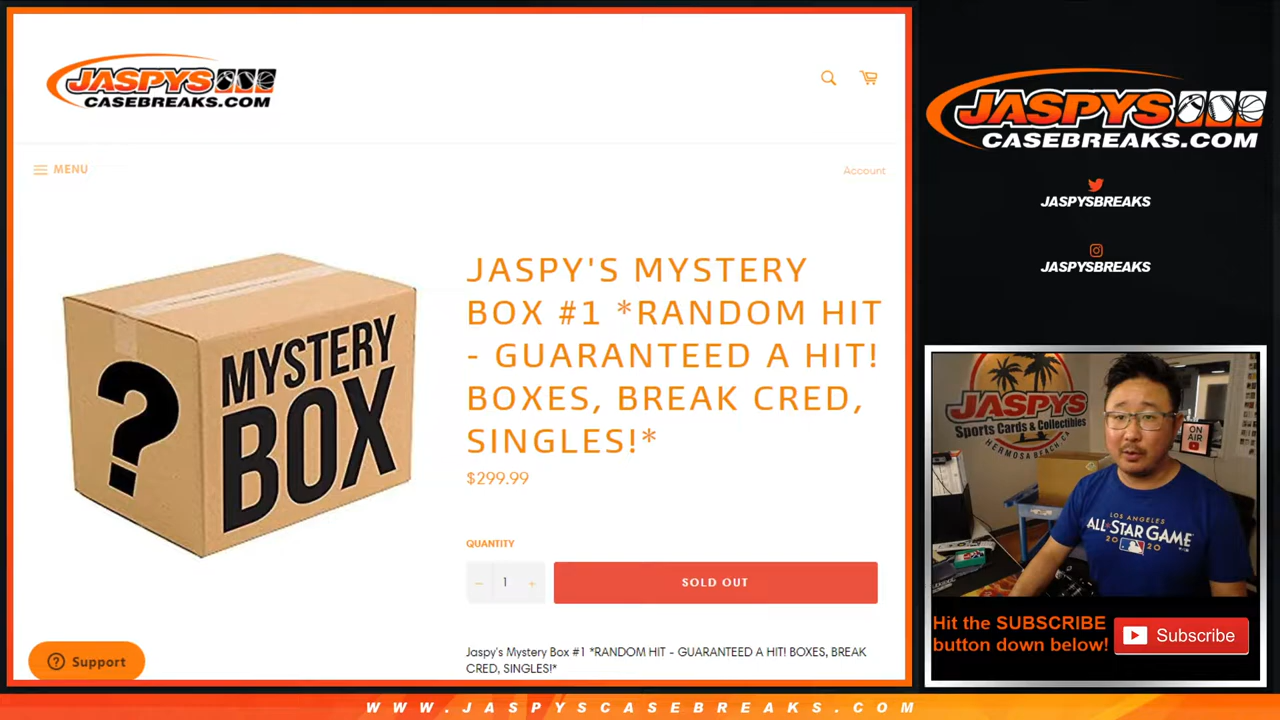 JASPYS
CASEBREAKS.COM
MENU
Account
?
MYSTERY
BOX
JASPY'S MYSTERY
BOX #1 *RANDOM HIT
- GUARANTEED A HIT!
BOXES, BREAK CRED,
SINGLES!*
$299.99
QUANTITY
− 1 +
SOLD OUT
Jaspy's Mystery Box #1 *RANDOM HIT - GUARANTEED A HIT! BOXES, BREAK
CRED, SINGLES!*
? Support
JASPYS
CASEBREAKS.COM
JASPYSBREAKS
JASPYSBREAKS
JASPYS
Sports Cards & Collectibles
HERMOSA BEACH, CA
ON
AIR
LOS ANGELES
ALL-STAR GAME
2020
Hit the SUBSCRIBE
button down below!
Subscribe
WWW.JASPYSCASEBREAKS.COM